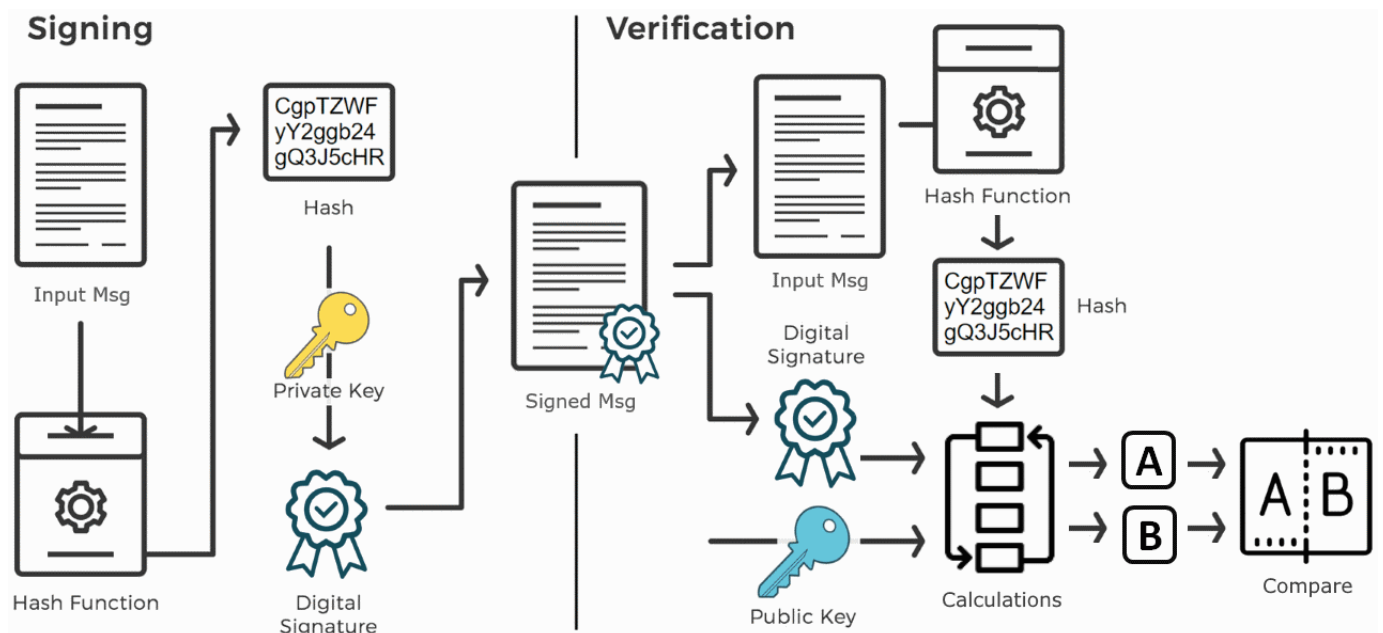 Signing
Input Msg
Hash Function
CgpTZWF
yY2ggb24
gQ3J5cHR
Hash
Private Key
Digital
Signature
Signed Msg
Verification
Input Msg
Hash Function
CgpTZWF
yY2ggb24
gQ3J5cHR
Hash
Digital
Signature
Public Key
Calculations
A
B
A B
Compare